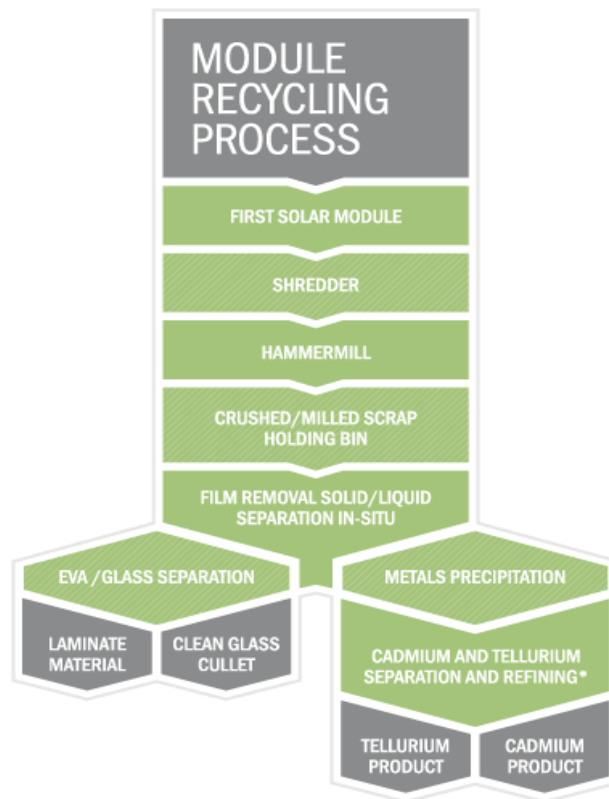 MODULE
RECYCLING
PROCESS
FIRST SOLAR MODULE
SHREDDER
HAMMERMILL
CRUSHED/MILLED SCRAP
HOLDING BIN
FILM REMOVAL SOLID/LIQUID
SEPARATION IN-SITU
EVA /GLASS SEPARATION
LAMINATE
MATERIAL
CLEAN GLASS
CULLET
METALS PRECIPITATION
CADMIUM AND TELLURIUM
SEPARATION AND REFINING*
TELLURIUM
PRODUCT
CADMIUM
PRODUCT